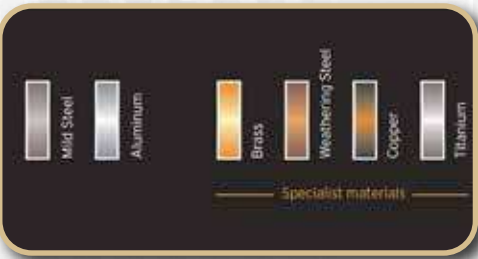 Mild Steel
Aluminum
Brass
Weathering Steel
Copper
Titanium
Specialist materials